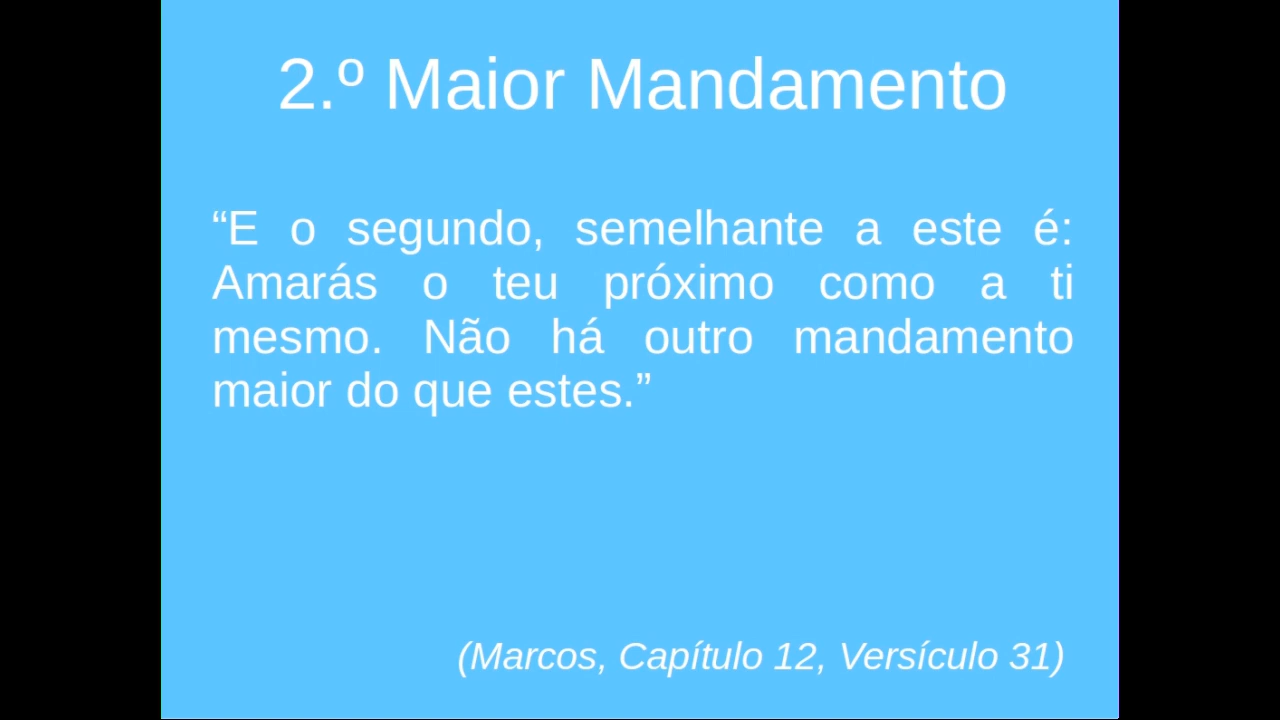 2.º Maior Mandamento
“E o segundo, semelhante a este é:
Amarás o teu próximo como a ti
mesmo. Não há outro mandamento
maior do que estes.”
(Marcos, Capítulo 12, Versículo 31)